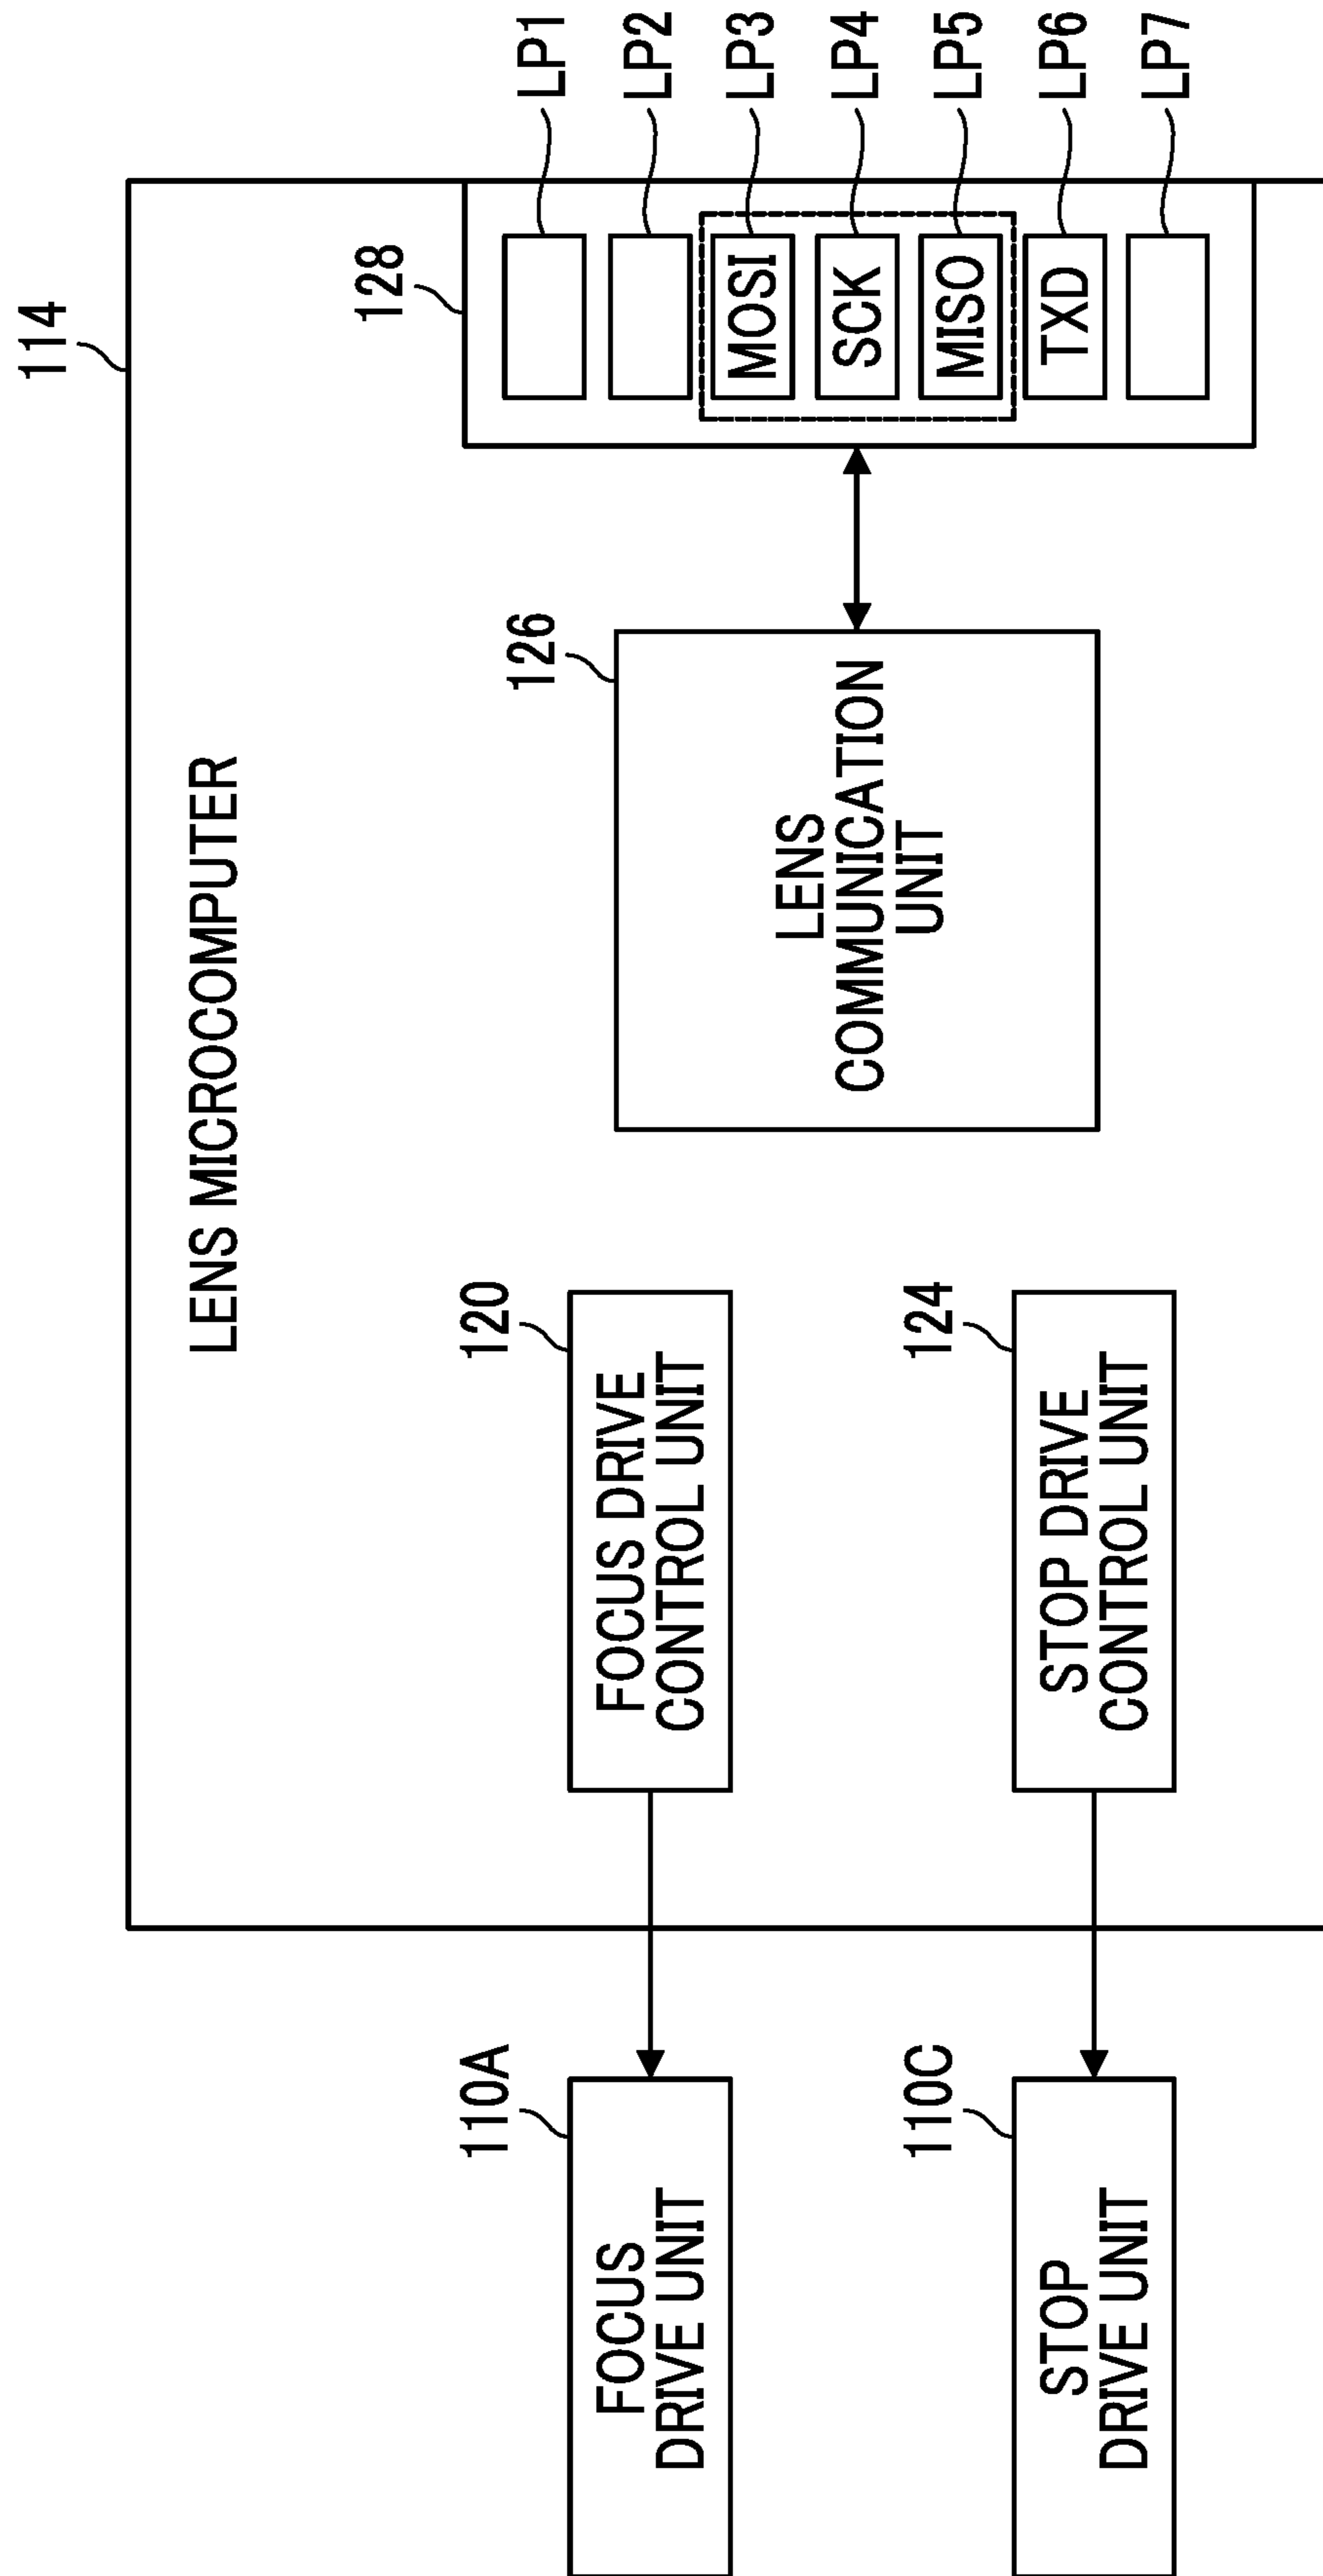 114
LENS MICROCOMPUTER
128
LP1
LP2
MOSI
LP3
SCK
LP4
MISO
LP5
TXD
LP6
LP7
126
LENS
COMMUNICATION
UNIT
120
FOCUS DRIVE
CONTROL UNIT
124
STOP DRIVE
CONTROL UNIT
110A
FOCUS
DRIVE UNIT
110C
STOP
DRIVE UNIT